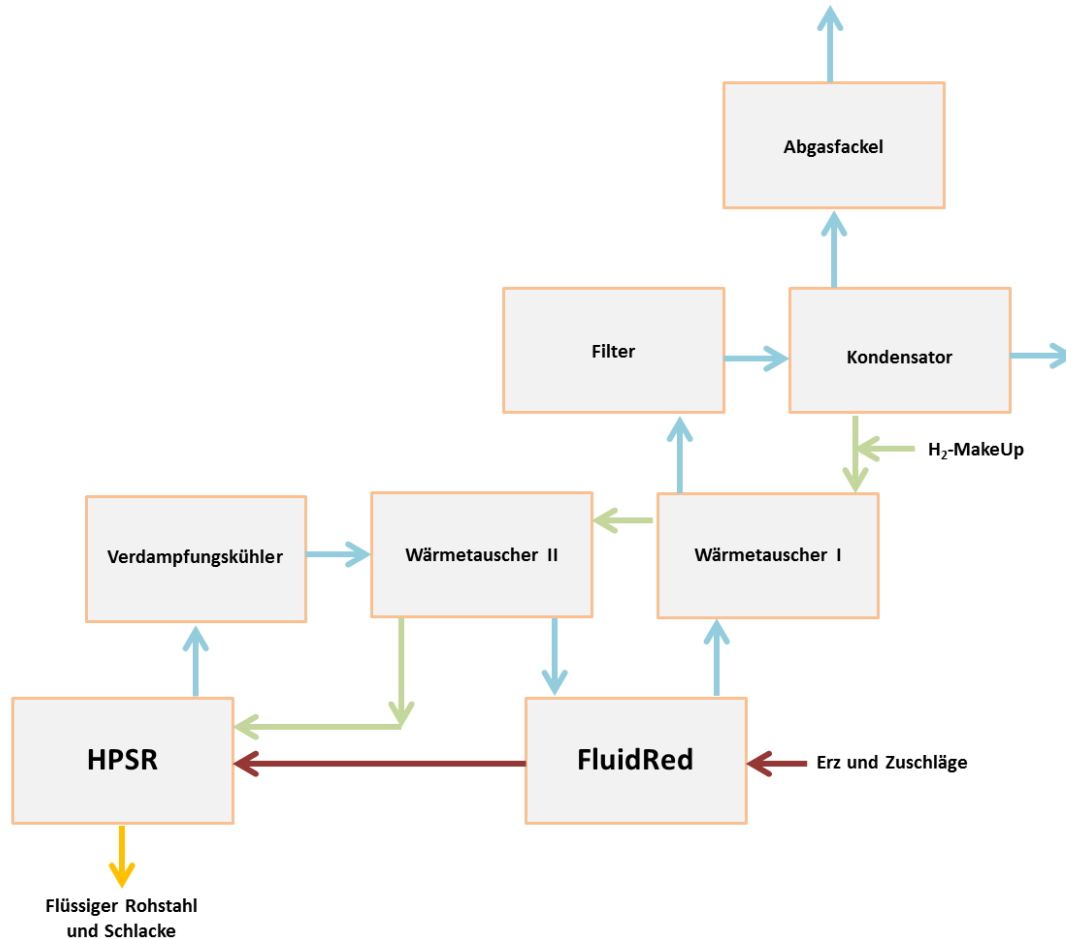 Abgasfackel
Filter
Kondensator
H₂-MakeUp
Verdampfungskühler
Wärmetauscher II
Wärmetauscher I
HPSR
FluidRed
Erz und Zuschläge
Flüssiger Rohstahl
und Schlacke